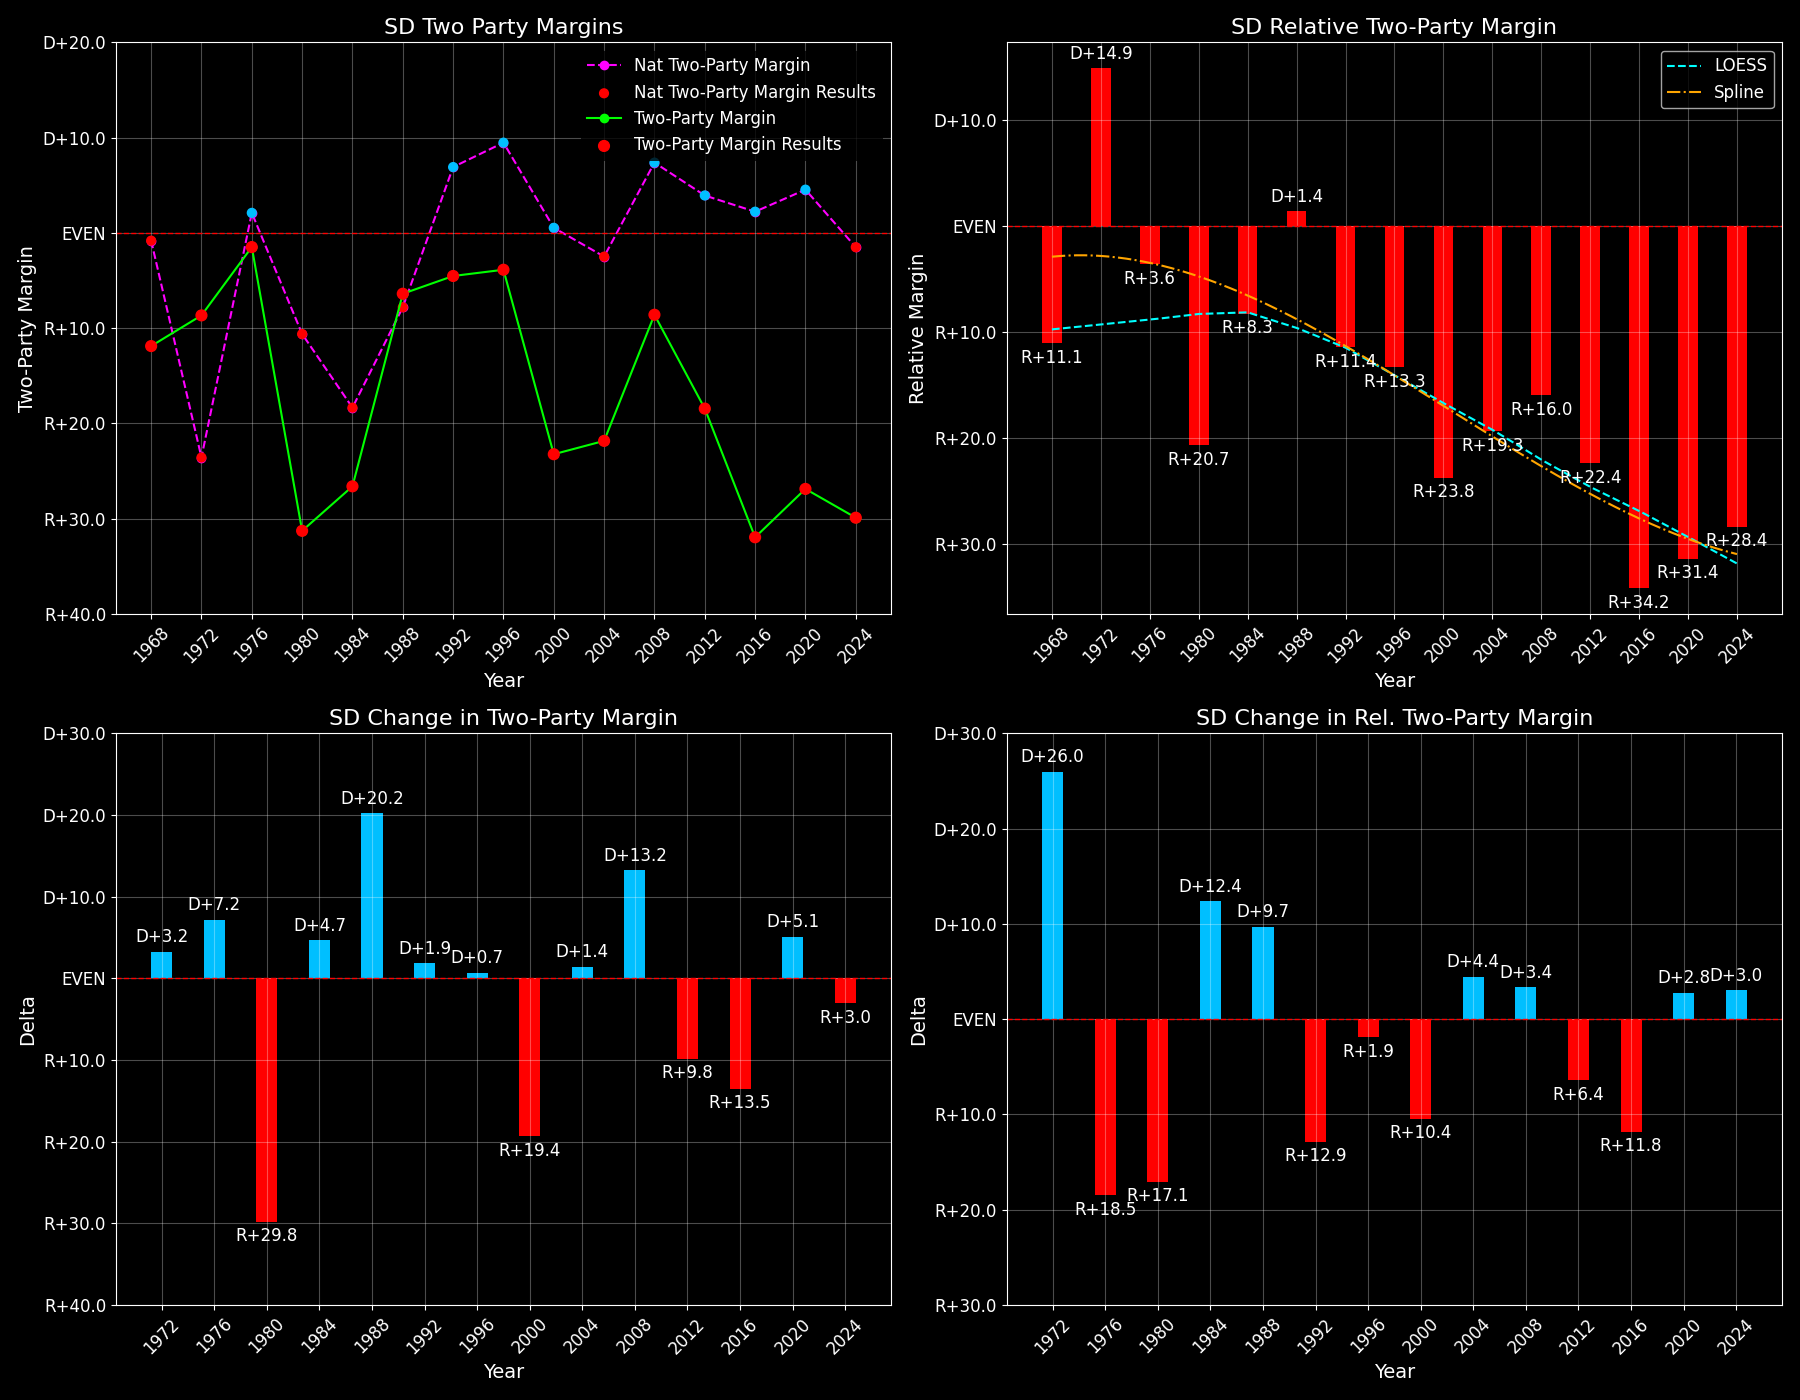 SD Two Party Margins
D+20.0
D+10.0
EVEN
R+10.0
R+20.0
R+30.0
R+40.0
Two-Party Margin
Nat Two-Party Margin
Nat Two-Party Margin Results
Two-Party Margin
Two-Party Margin Results
1968
1972
1976
1980
1984
1988
1992
1996
2000
2004
2008
2012
2016
2020
2024
Year
SD Relative Two-Party Margin
D+10.0
EVEN
R+10.0
R+20.0
R+30.0
Relative Margin
LOESS
Spline
R+11.1
D+14.9
R+3.6
R+20.7
R+8.3
D+1.4
R+11.4
R+13.3
R+23.8
R+19.3
R+16.0
R+22.4
R+34.2
R+31.4
R+28.4
1968
1972
1976
1980
1984
1988
1992
1996
2000
2004
2008
2012
2016
2020
2024
Year
SD Change in Two-Party Margin
D+30.0
D+20.0
D+10.0
EVEN
R+10.0
R+20.0
R+30.0
R+40.0
Delta
D+3.2
D+7.2
R+29.8
D+4.7
D+20.2
D+1.9
D+0.7
R+19.4
D+1.4
D+13.2
R+9.8
R+13.5
D+5.1
R+3.0
1972
1976
1980
1984
1988
1992
1996
2000
2004
2008
2012
2016
2020
2024
Year
SD Change in Rel. Two-Party Margin
D+30.0
D+20.0
D+10.0
EVEN
R+10.0
R+20.0
R+30.0
Delta
D+26.0
R+18.5
R+17.1
D+12.4
D+9.7
R+12.9
R+1.9
R+10.4
D+4.4
D+3.4
R+6.4
R+11.8
D+2.8
D+3.0
1972
1976
1980
1984
1988
1992
1996
2000
2004
2008
2012
2016
2020
2024
Year